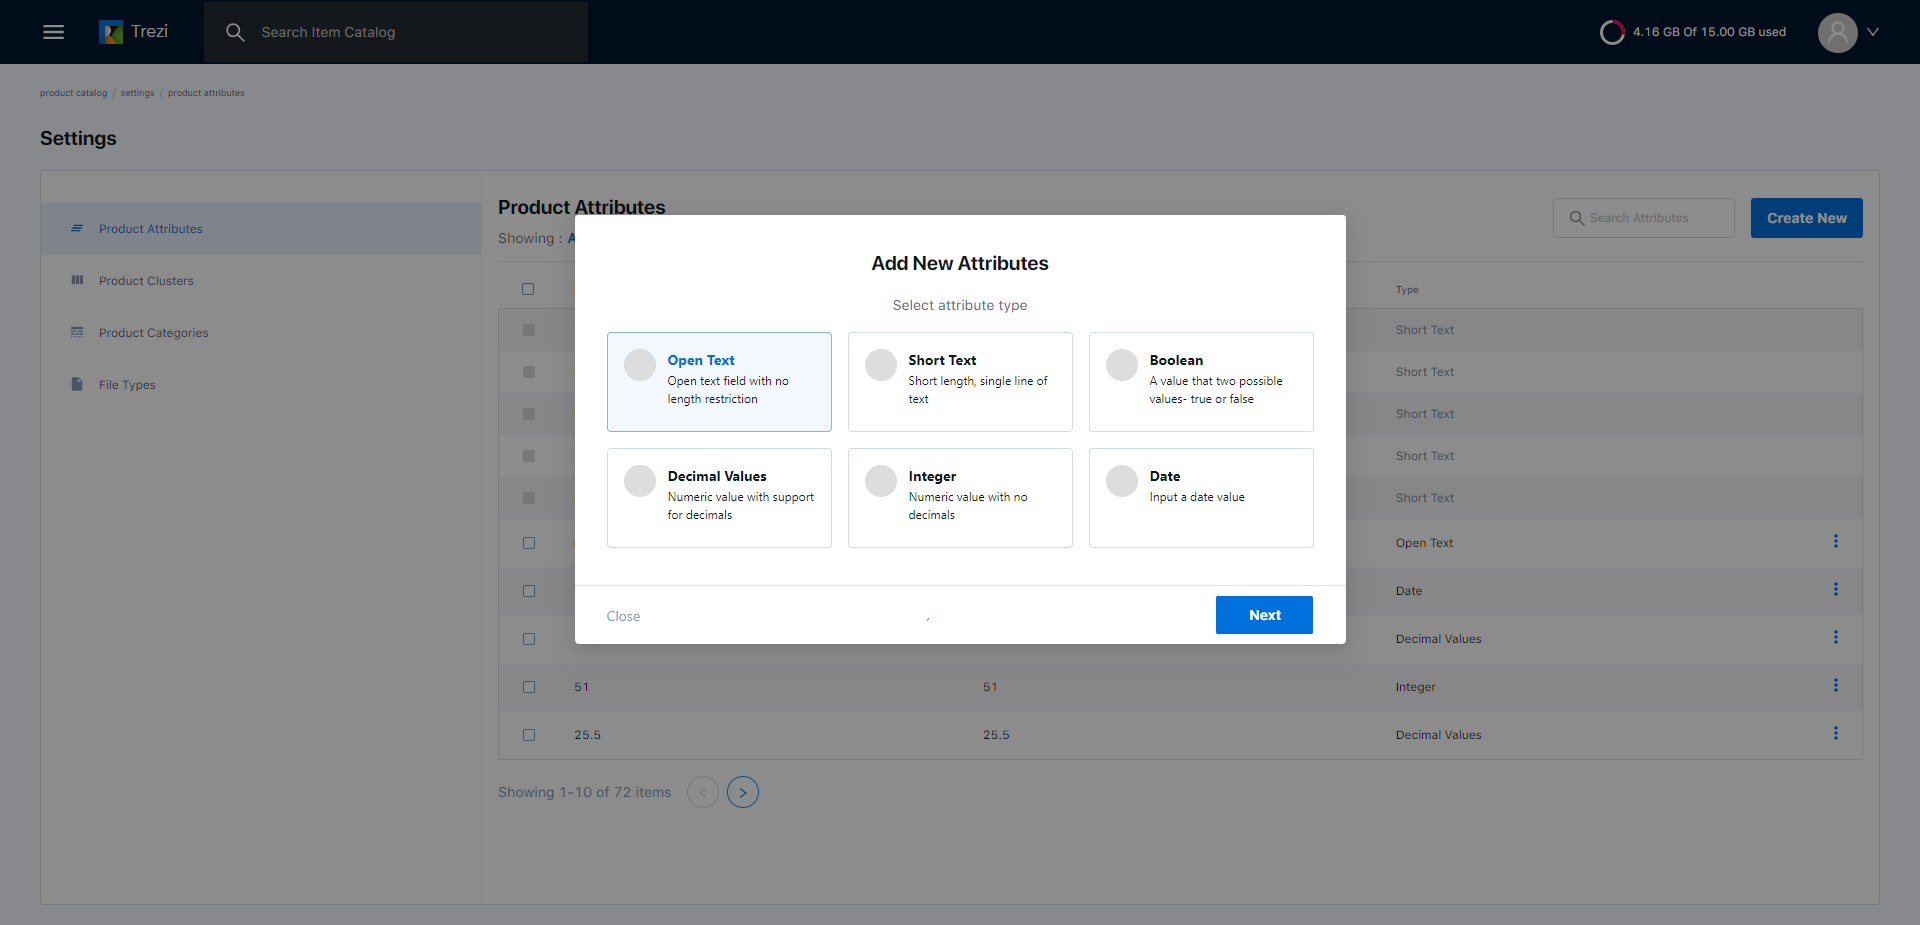 Trezi
Search Item Catalog
4.16 GB Of 15.00 GB used
product catalog / settings / product attributes
Settings
Product Attributes
Product Clusters
Product Categories
File Types
Product Attributes
Search Attributes
Create New
Showing : A
Type
Short Text
Short Text
Short Text
Short Text
Short Text
Open Text
Date
Decimal Values
51 51 Integer
25.5 25.5 Decimal Values
Showing 1-10 of 72 items
Add New Attributes
Select attribute type
Open Text
Open text field with no
length restriction
Short Text
Short length, single line of
text
Boolean
A value that two possible
values- true or false
Decimal Values
Numeric value with support
for decimals
Integer
Numeric value with no
decimals
Date
Input a date value
Close
,
Next